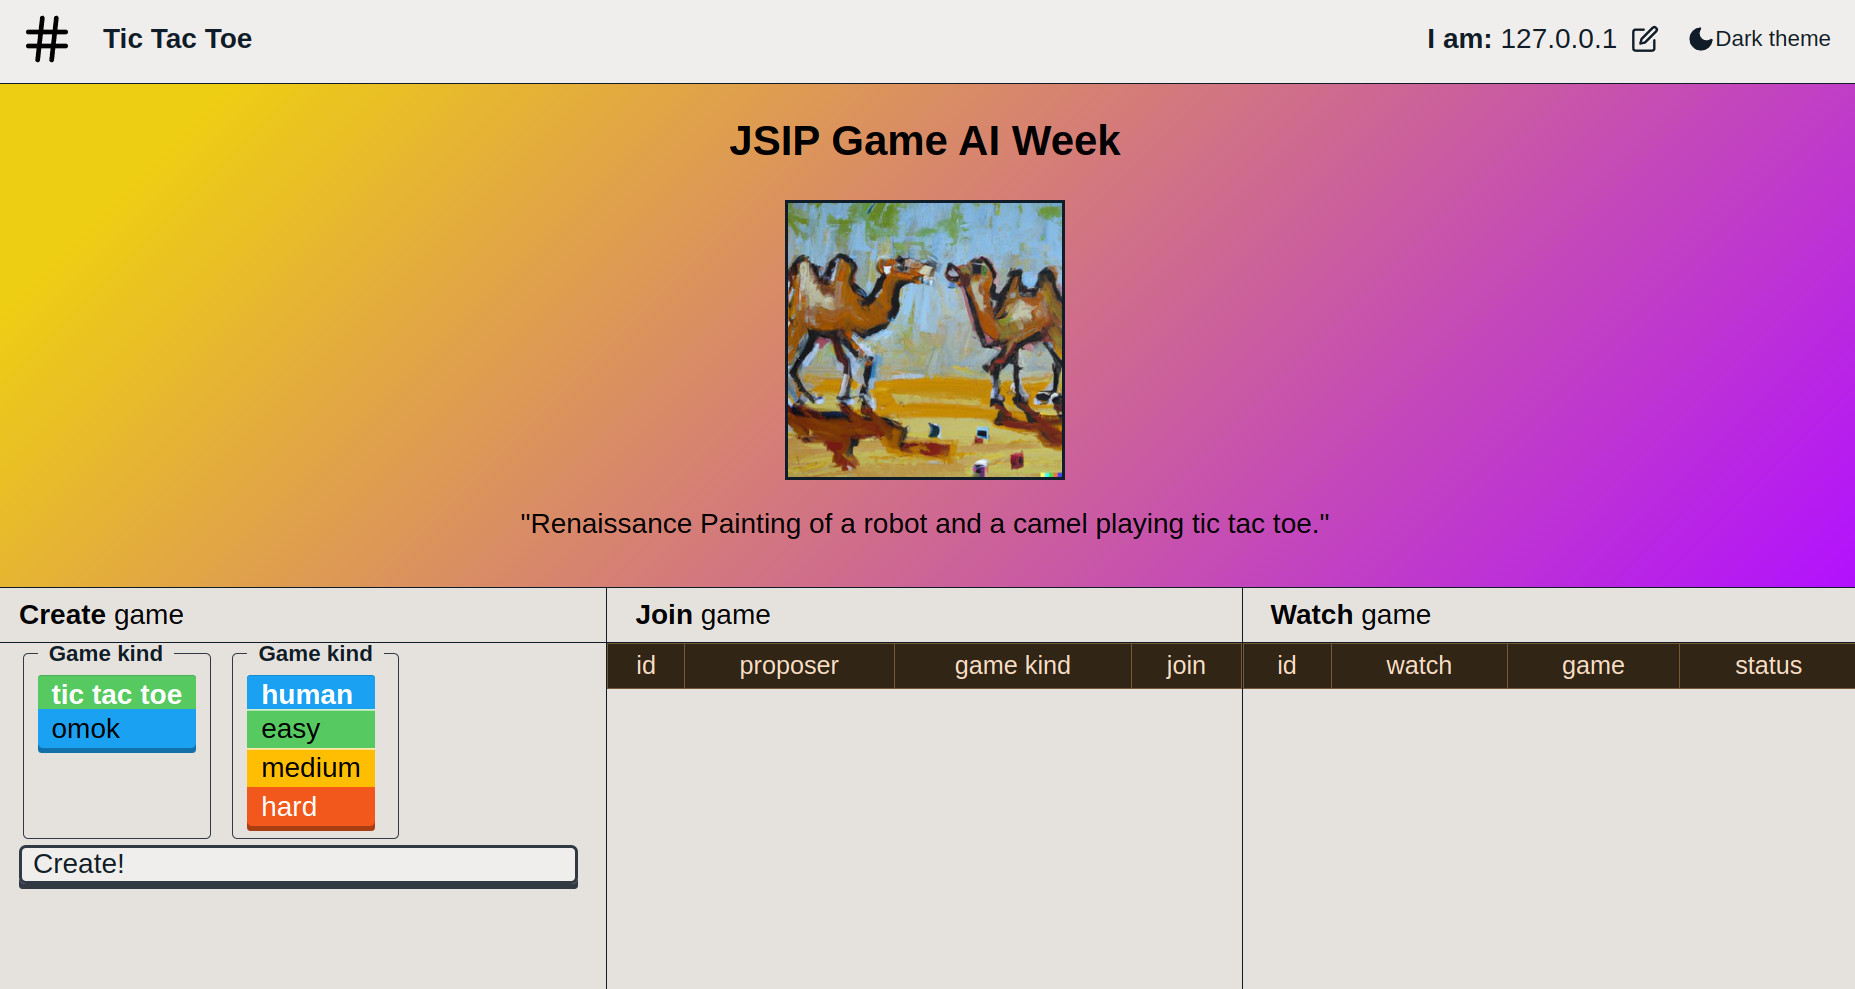 Tic Tac Toe
I am: 127.0.0.1
Dark theme
JSIP Game AI Week
"Renaissance Painting of a robot and a camel playing tic tac toe."
Create game
Game kind
tic tac toe
omok
Game kind
human
easy
medium
hard
Create!
Join game
id proposer game kind join
Watch game
id watch game status